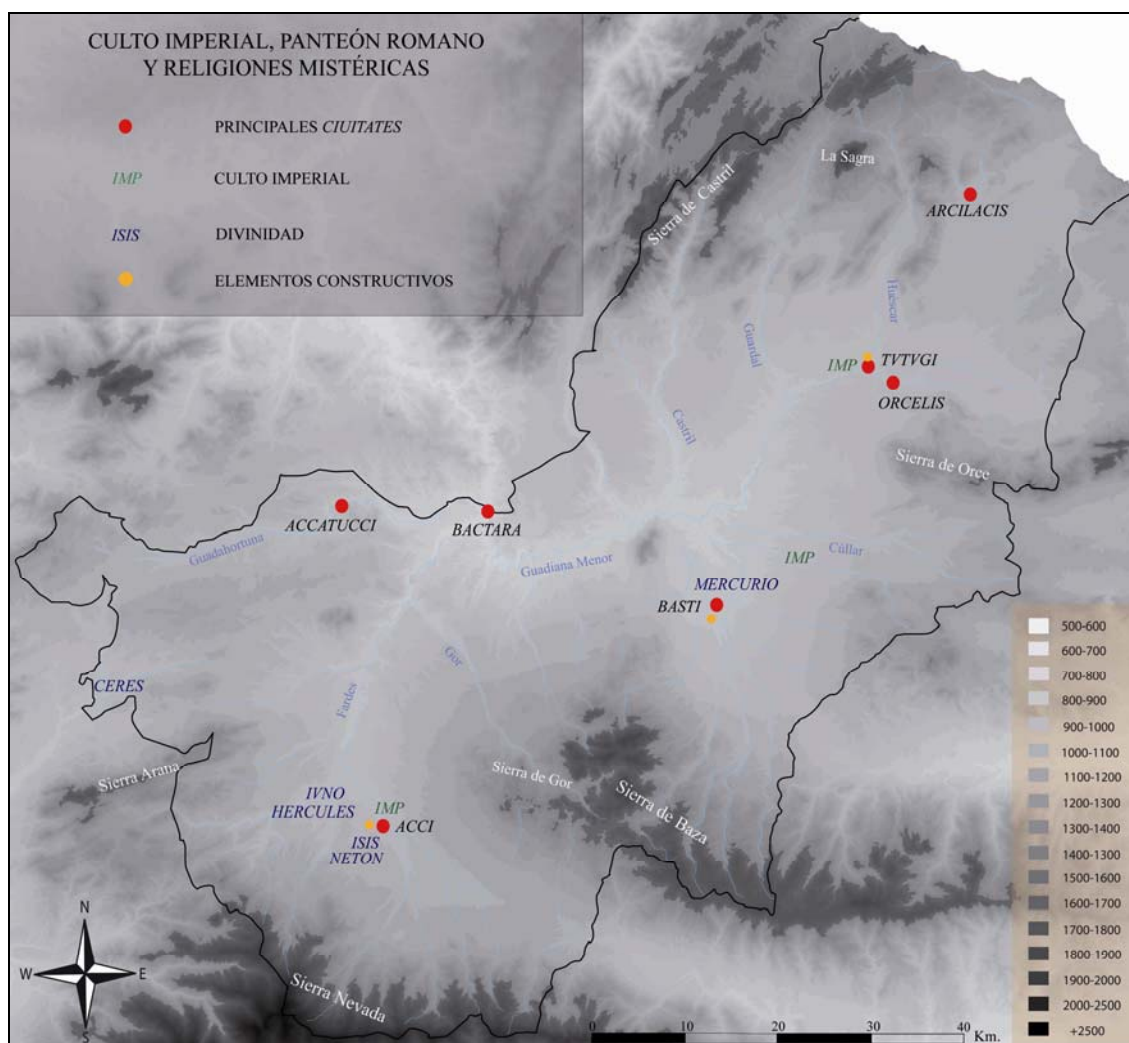 CULTO IMPERIAL, PANTEÓN ROMANO
Y RELIGIONES MISTÉRICAS
PRINCIPALES CIUITATES
IMP CULTO IMPERIAL
ISIS DIVINIDAD
ELEMENTOS CONSTRUCTIVOS
La Sagra
Sierra de Castril
ARCILACIS
Huéscar
Guardal
IMP TVTVGI
ORCELIS
Castril
Sierra de Orce
ACCATUCCI
BACTARA
Guadahortuna
Guadiana Menor
IMP
Cúllar
MERCURIO
BASTI
Gor
CERES
Fardes
Sierra Arana
Sierra de Gor
Sierra de Baza
IVNO
HERCULES
IMP
ACCI
ISIS
NETON
Sierra Nevada
N
W E
S
0 10 20 30 40 Km.
500-600
600-700
700-800
800-900
900-1000
1000-1100
1100-1200
1200-1300
1300-1400
1400-1300
1500-1600
1600-1700
1700-1800
1800-1900
1900-2000
2000-2500
+2500